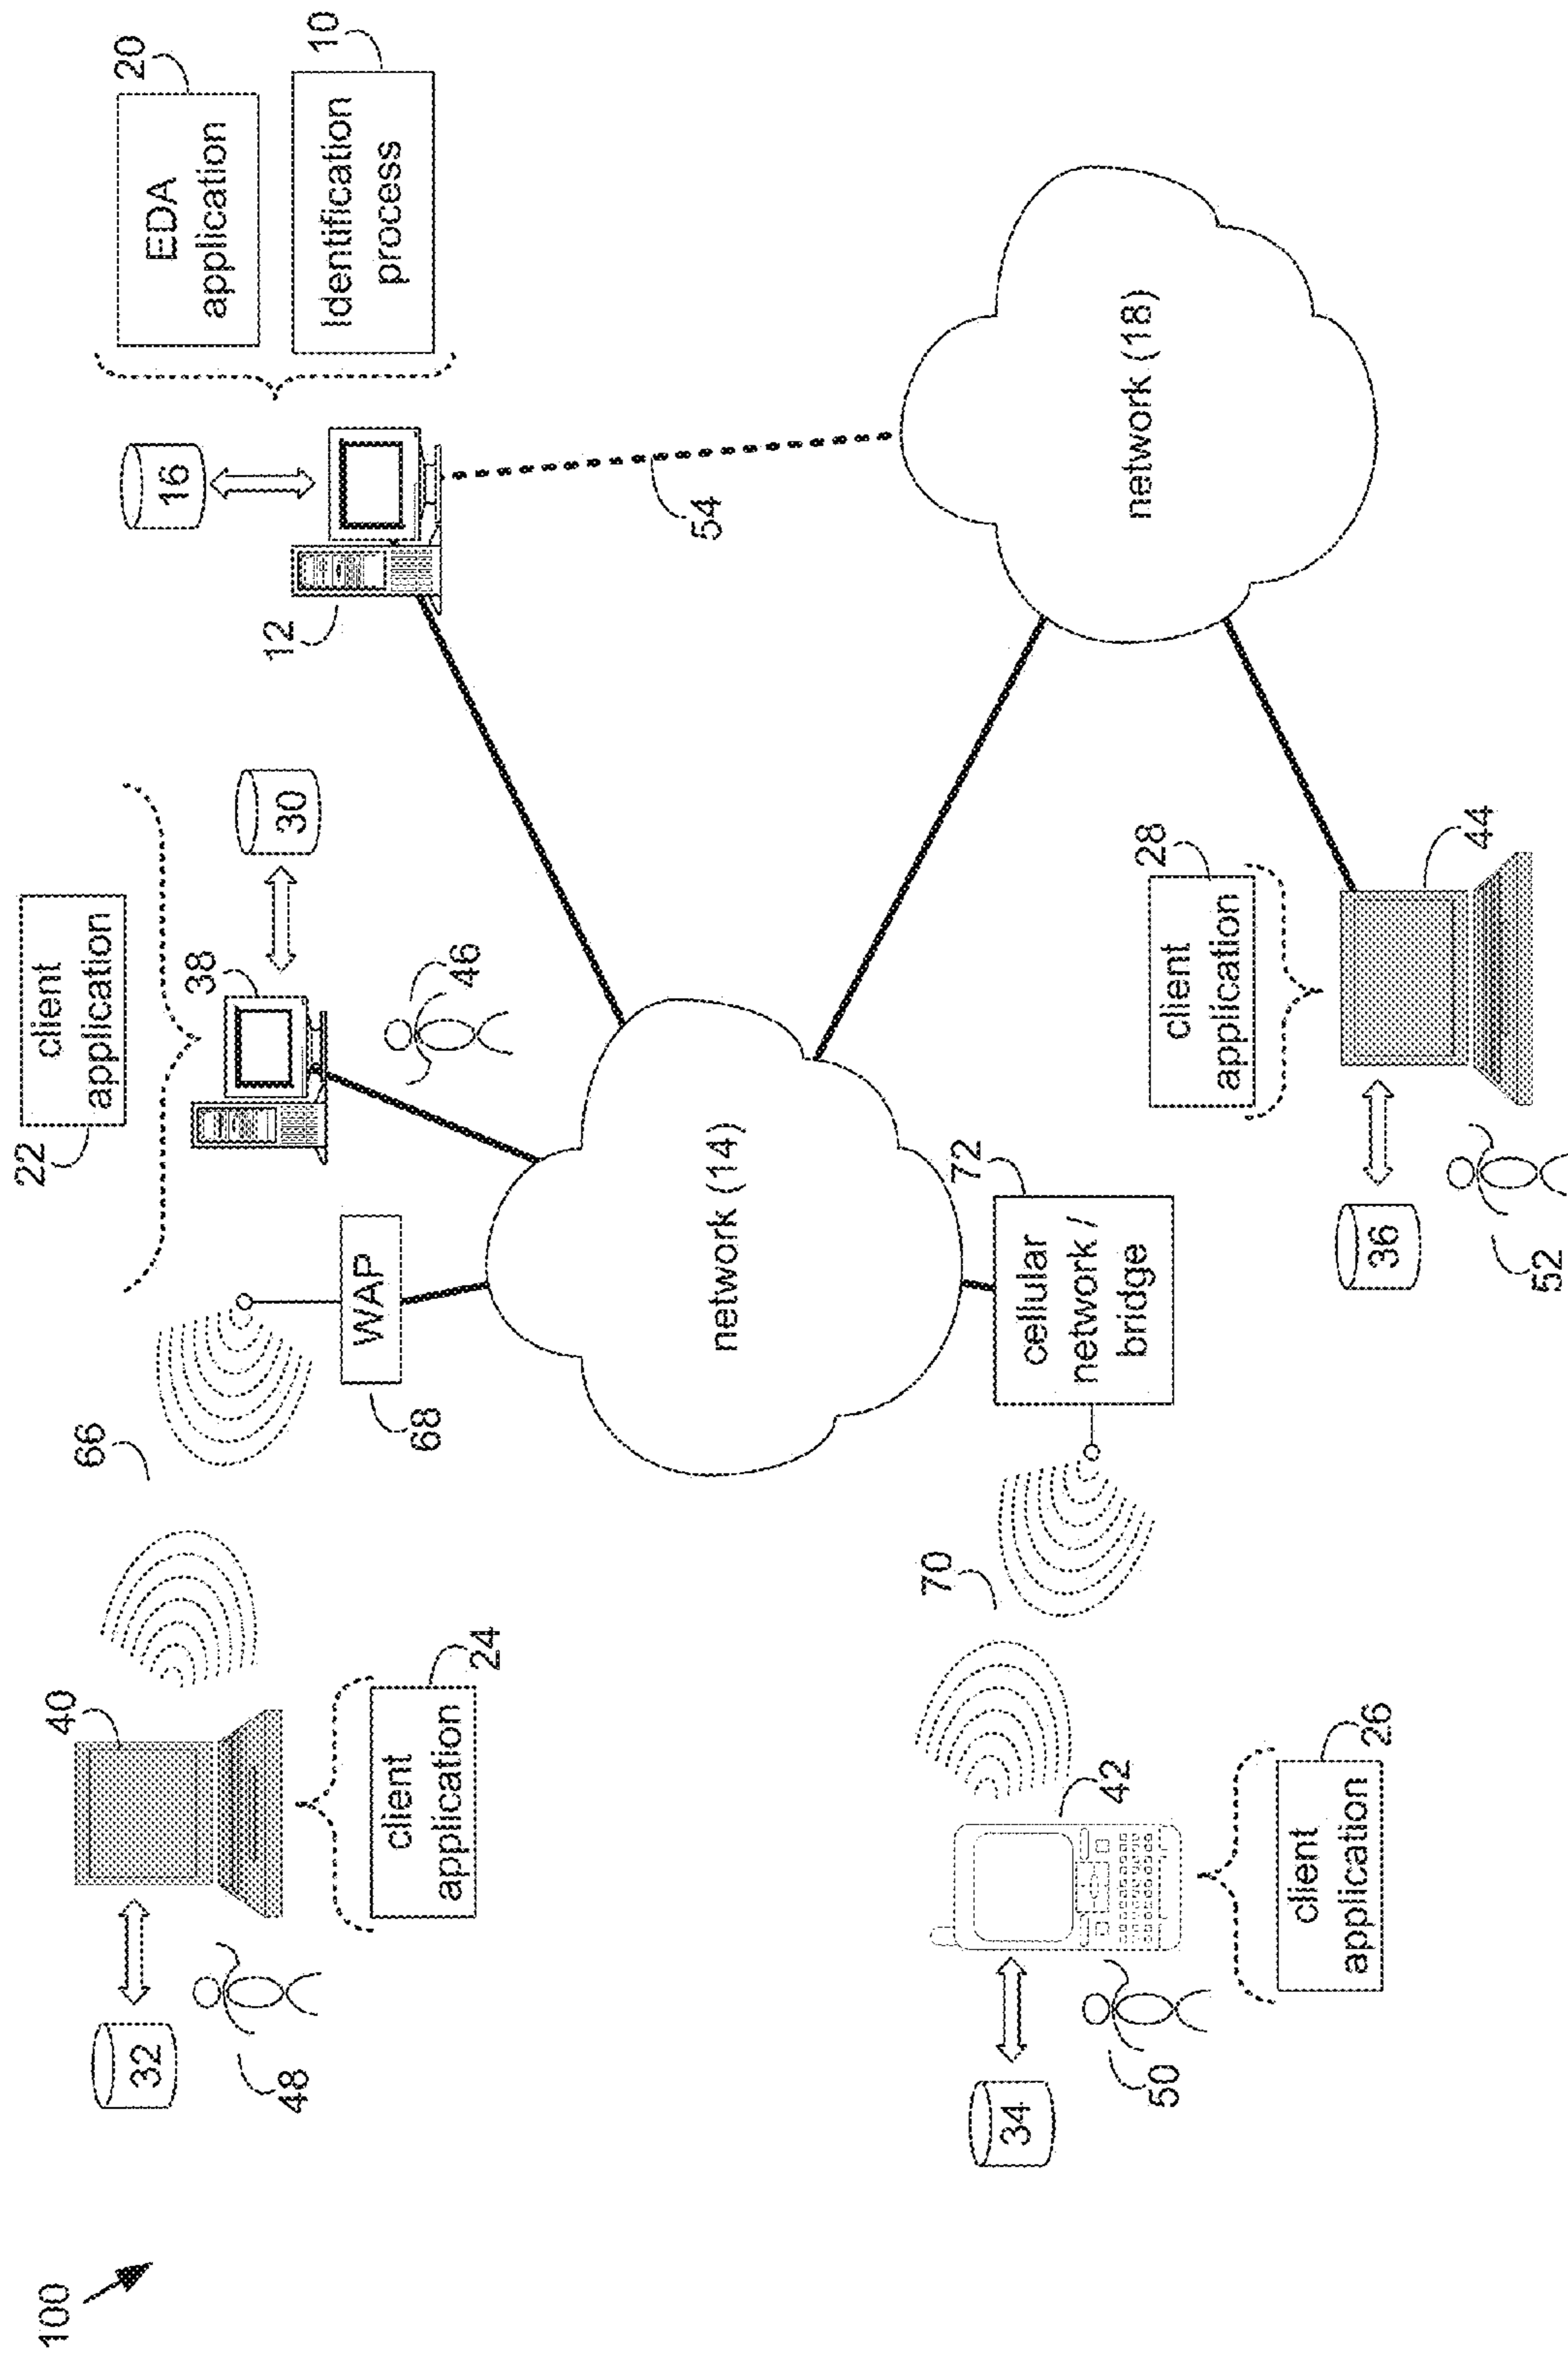 100
22
client
application
40
66
20
32
EDA
application
16
38
12
30
48
10
Identification
process
WAP
client
application
68
46
24
54
network (14)
70
72
34
cellular
network /
bridge
42
network (18)
28
50
client
application
client
application
26
36
44
52